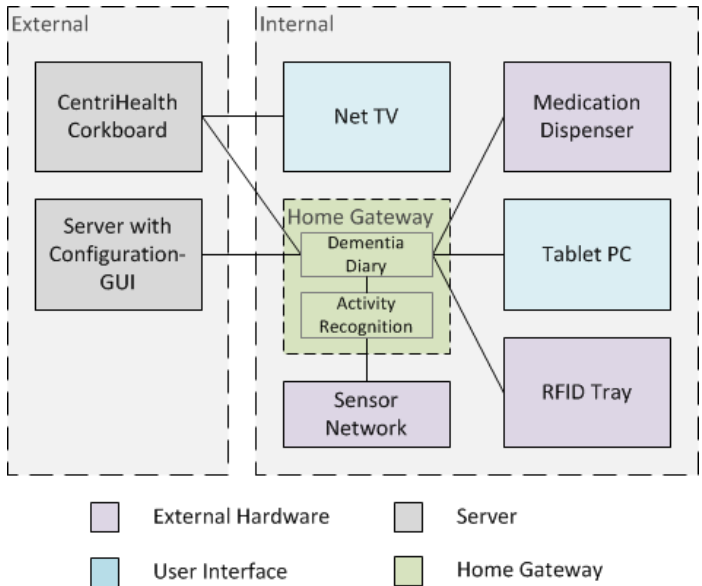 External
CentriHealth
Corkboard
Server with
Configuration-
GUI
Internal
Net TV
Medication
Dispenser
Home Gateway
Dementia
Diary
Activity
Recognition
Tablet PC
Sensor
Network
RFID Tray
External Hardware
Server
User Interface
Home Gateway